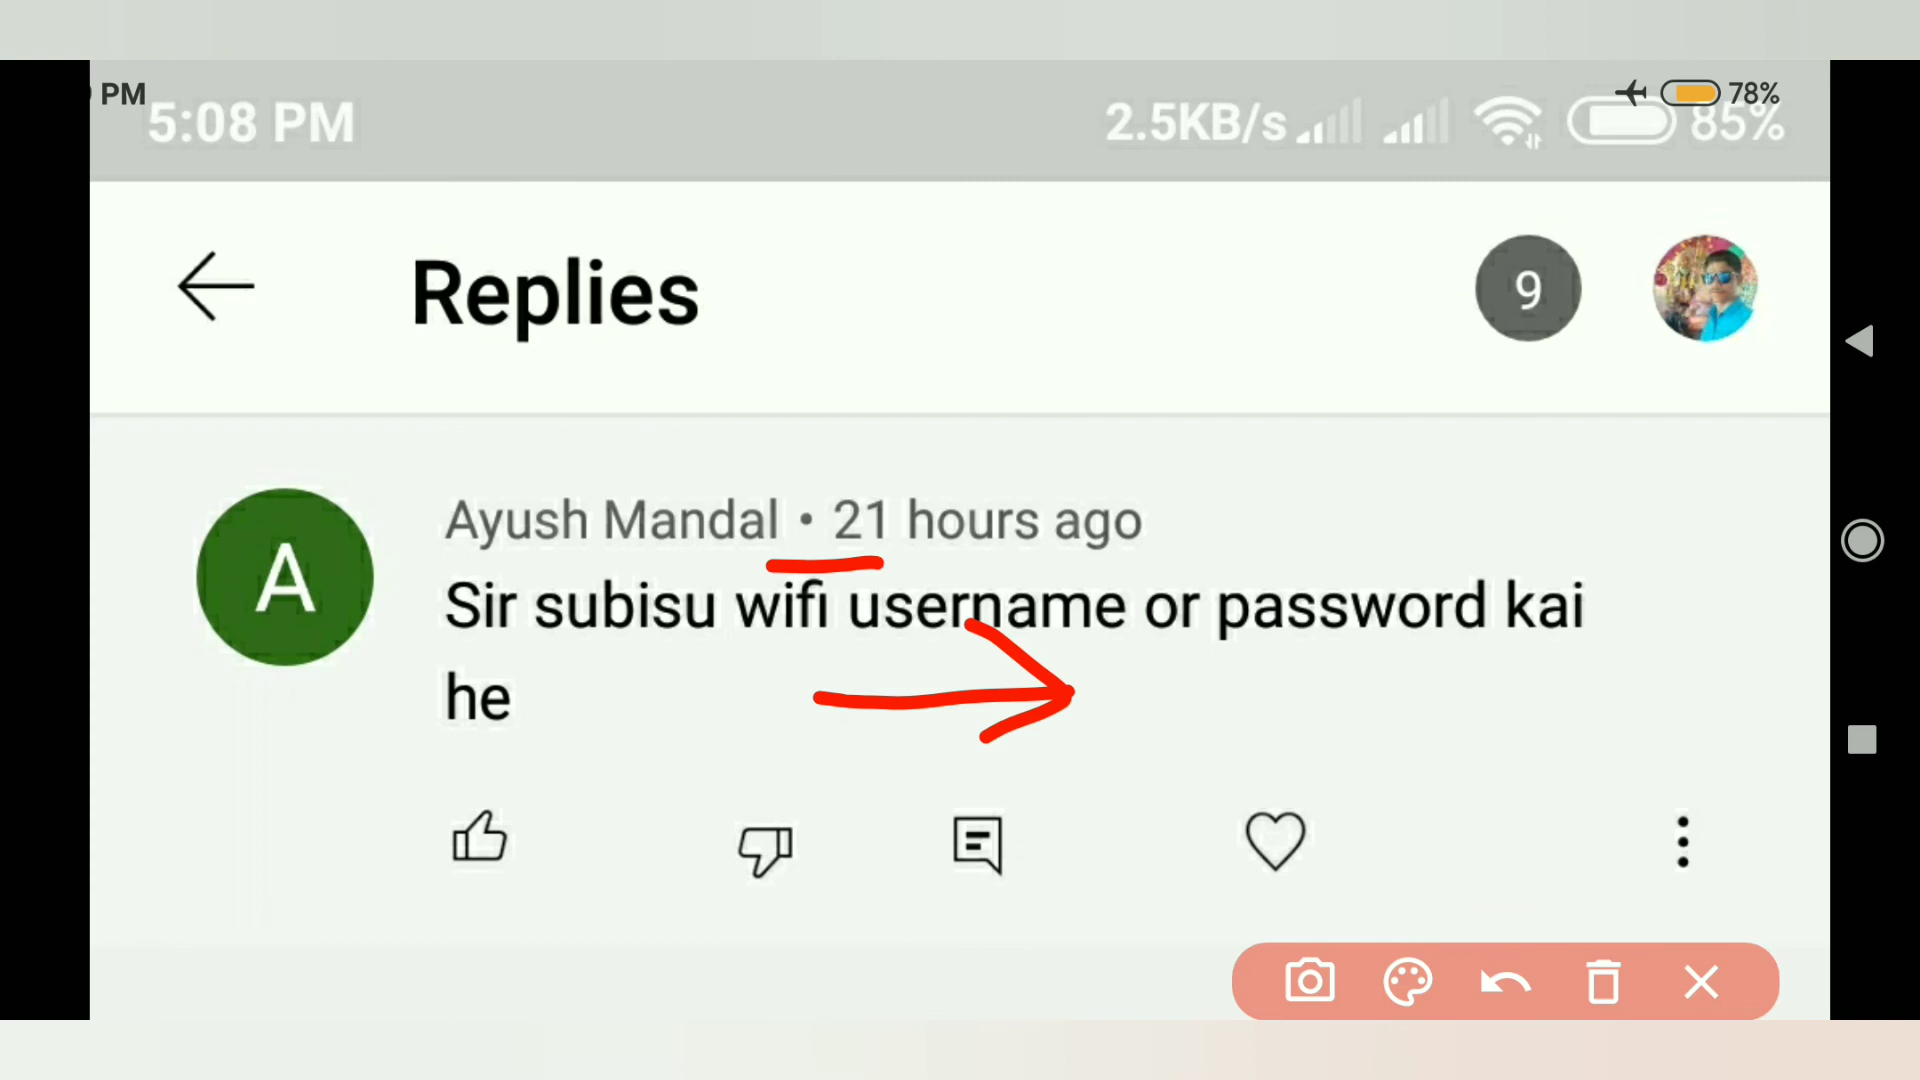 PM
78%
5:08 PM
2.5KB/s
85%
Replies
9
A
Ayush Mandal • 21 hours ago
Sir subisu wifi username or password kai
he